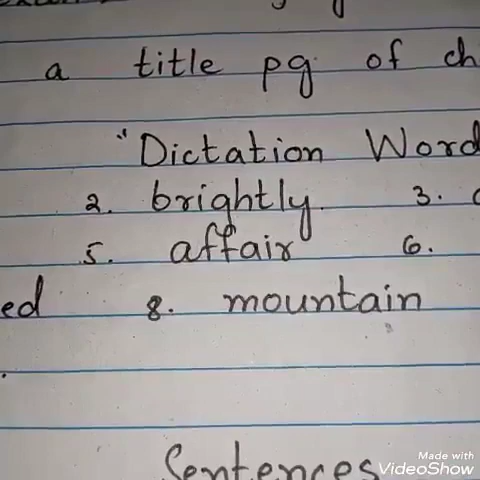 a title pg. of ch
"Dictation Word
2. brightly. 3.
5. affair 6.
ed 8. mountain
.
Sentences
Made with
VideoShow